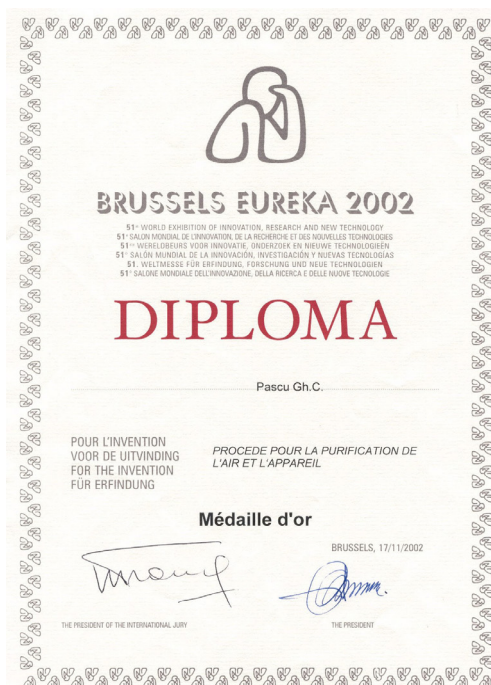 BRUSSELS EUREKA 2002
51st WORLD EXHIBITION OF INNOVATION, RESEARCH AND NEW TECHNOLOGY
51e SALON MONDIAL DE L'INNOVATION, DE LA RECHERCHE ET DES NOUVELLES TECHNOLOGIES
51ste WERELDBEURS VOOR INNOVATIE, ONDERZOEK EN NIEUWE TECHNOLOGIEËN
51° SALÓN MUNDIAL DE LA INNOVACIÓN, INVESTIGACIÓN Y NUEVAS TECNOLOGÍAS
51. WELTMESSE FÜR ERFINDUNG, FORSCHUNG UND NEUE TECHNOLOGIEN
51° SALONE MONDIALE DELL'INNOVAZIONE, DELLA RICERCA E DELLE NUOVE TECNOLOGIE
DIPLOMA
Pascu Gh.C.
POUR L'INVENTION
VOOR DE UITVINDING
FOR THE INVENTION
FÜR ERFINDUNG
PROCEDE POUR LA PURIFICATION DE
L'AIR ET L'APPAREIL
Médaille d'or
BRUSSELS, 17/11/2002
THE PRESIDENT OF THE INTERNATIONAL JURY
THE PRESIDENT